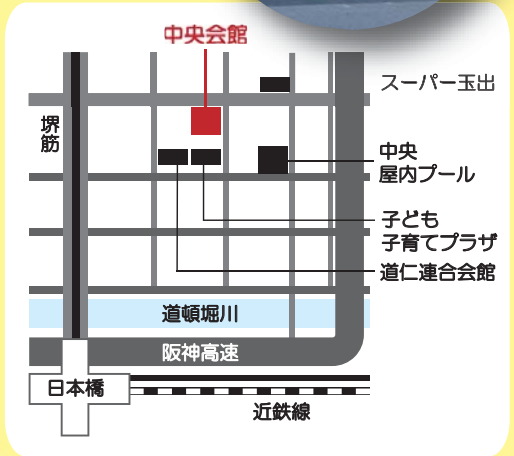 中央会館
スーパー玉出
堺筋
中央
屋内プール
子ども
子育てプラザ
道仁連合会館
道頓堀川
阪神高速
日本橋
近鉄線